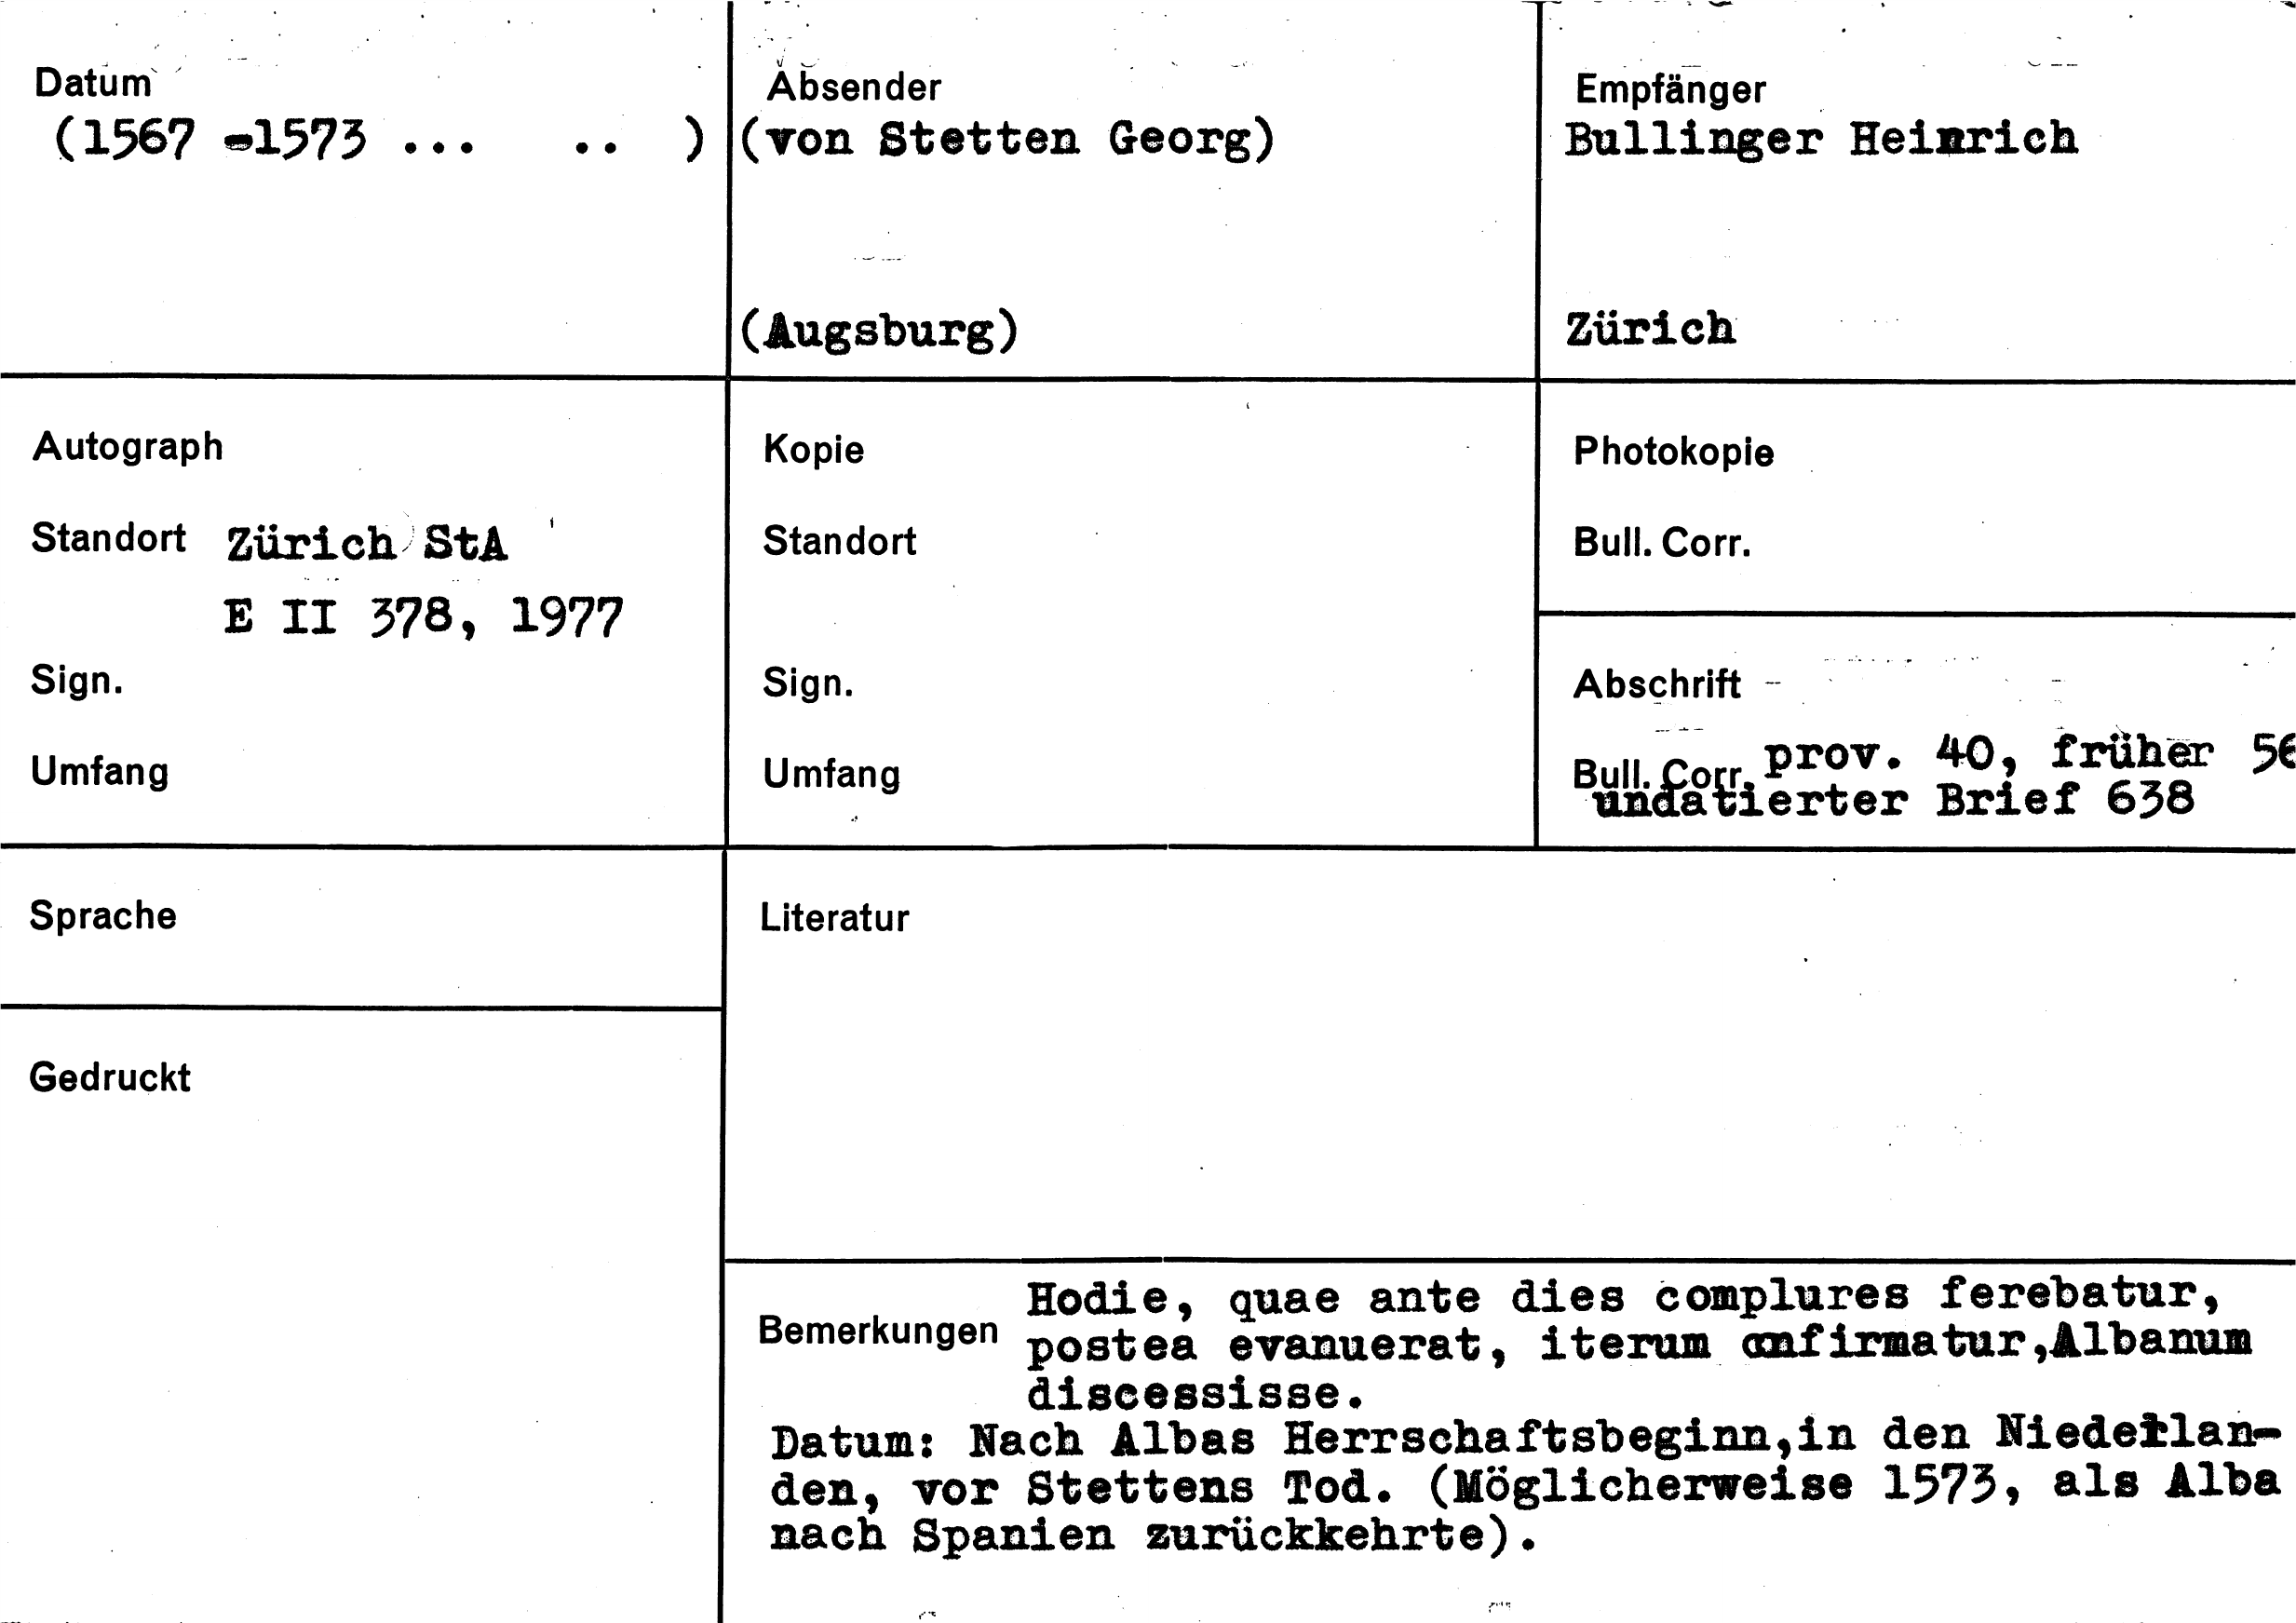 Datum
(1567 -1573 ... .. )
Absender
(von Stetten Georg)
(Augsburg)
Empfänger
Bullinger Heinrich
Zürich
Autograph
Standort Zürich StA
E II 378, 1977
Sign.
Umfang
Kopie
Standort
Sign.
Umfang
Photokopie
Bull. Corr.
Abschrift
Bull. Corr. prov. 40, früher
undatierter Brief 638
Sprache
Gedruckt
Literatur
Bemerkungen
Hodie, quae ante dies complures ferebatur,
postea evanuerat, iterum confirmatur,Albanum
discessisse.
Datum: Nach Albas Herrschaftsbeginn,in den Niederlan-
den, vor Stettens Tod. (Möglicherweise 1573, als Alba
nach Spanien zurückkehrte).